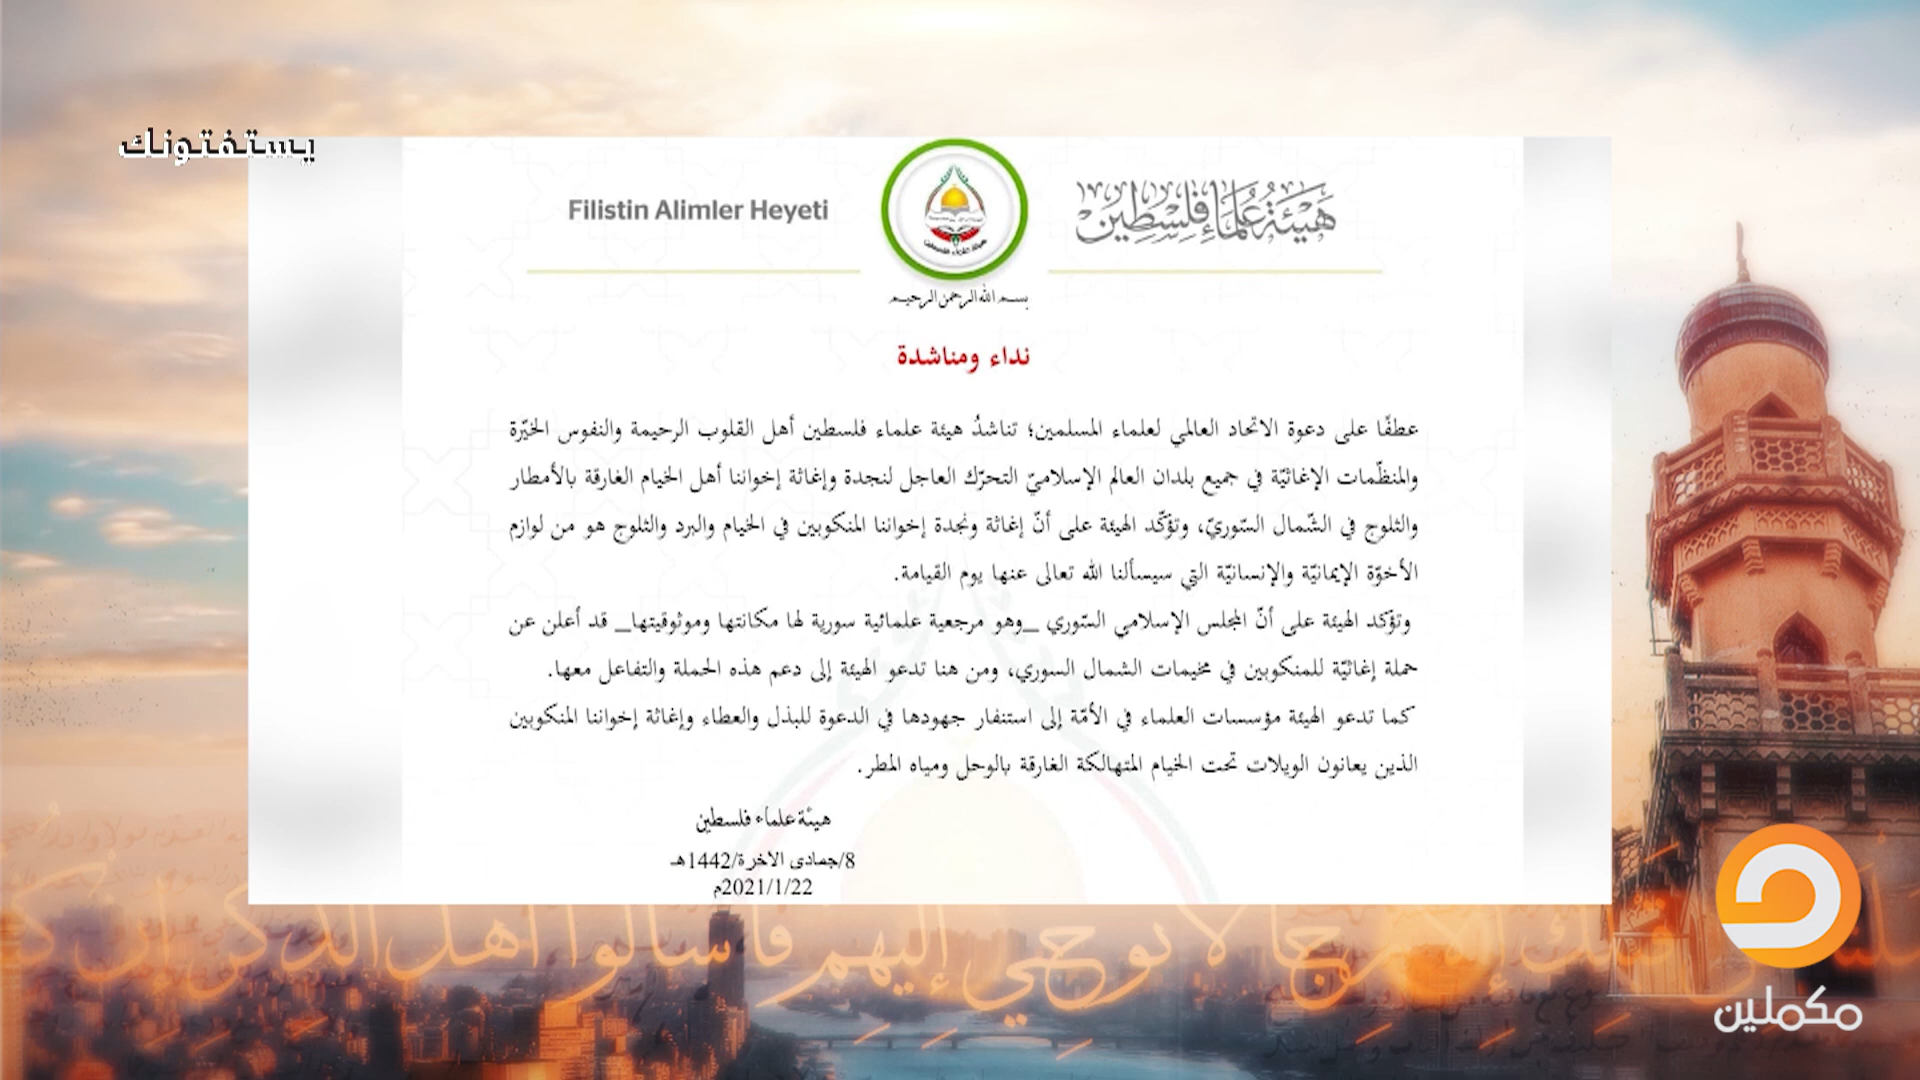 يستفتونك
هيئة علماء فلسطين
Filistin Alimler Heyeti
بسم الله الرحمن الرحيم
نداء ومناشدة
عطفًا على دعوة الاتحاد العالمي لعلماء المسلمين؛ تناشدُ هيئة علماء فلسطين أهل القلوب الرحيمة والنفوس الخيّرة
والمنظّمات الإغاثيّة في جميع بلدان العالم الإسلاميّ التحرّك العاجل لنجدة وإغاثة إخواننا أهل الخيام الغارقة بالأمطار
والثلوج في الشّمال السّوريّ، وتؤكّد الهيئة على أنّ إغاثة ونجدة إخواننا المنكوبين في الخيام والبرد والثلوج هو من لوازم
الأخوّة الإيمانيّة والإنسانيّة التي سيسألنا الله تعالى عنها يوم القيامة.
وتؤكد الهيئة على أنّ المجلس الإسلامي السّوري _وهو مرجعية علمائية سورية لها مكانتها وموثوقيتها_ قد أعلن عن
حملة إغاثيّة للمنكوبين في مخيمات الشمال السوري، ومن هنا تدعو الهيئة إلى دعم هذه الحملة والتفاعل معها.
كما تدعو الهيئة مؤسسات العلماء في الأمّة إلى استنفار جهودها في الدعوة للبذل والعطاء وإغاثة إخواننا المنكوبين
الذين يعانون الويلات تحت الخيام المتهالكة الغارقة بالوحل ومياه المطر.
هيئة علماء فلسطين
8/جمادى الاخرة/1442هـ
2021/1/22م
إلا رجالا نوحي إليهم فاسألوا أهل الذكر إن
مكملين